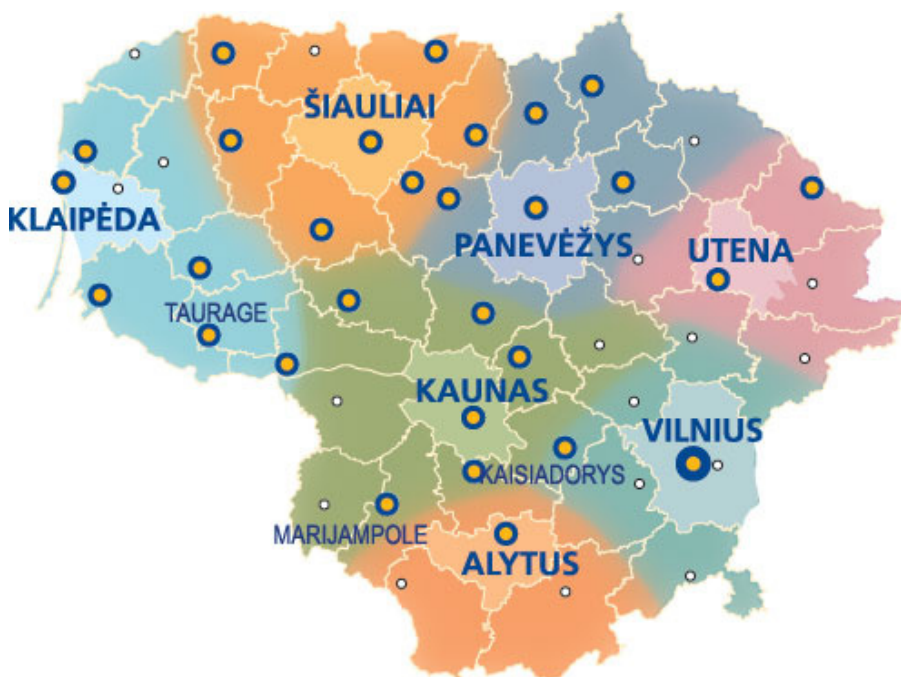 ŠIAULIAI
KLAIPĖDA
PANEVĖŽYS
UTENA
TAURAGE
KAUNAS
VILNIUS
KAISIADORYS
MARIJAMPOLE
ALYTUS